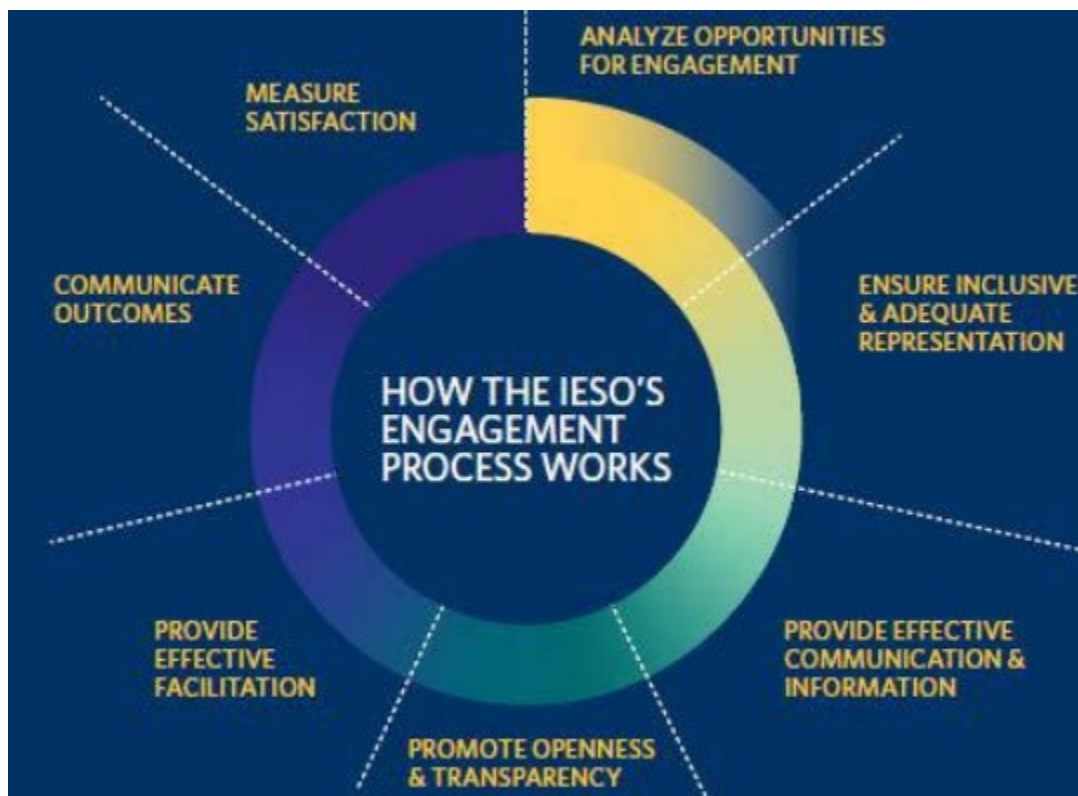 ANALYZE OPPORTUNITIES
FOR ENGAGEMENT
ENSURE INCLUSIVE
& ADEQUATE
REPRESENTATION
PROVIDE EFFECTIVE
COMMUNICATION &
INFORMATION
PROMOTE OPENNESS
& TRANSPARENCY
PROVIDE
EFFECTIVE
FACILITATION
COMMUNICATE
OUTCOMES
MEASURE
SATISFACTION
HOW THE IESO'S
ENGAGEMENT
PROCESS WORKS